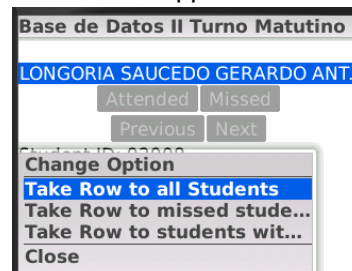 Base de Datos II Turno Matutino
LONGORIA SAUCEDO GERARDO ANT.
Attended Missed
Previous Next
Change Option
Take Row to all Students
Take Row to missed stude...
Take Row to students wit...
Close